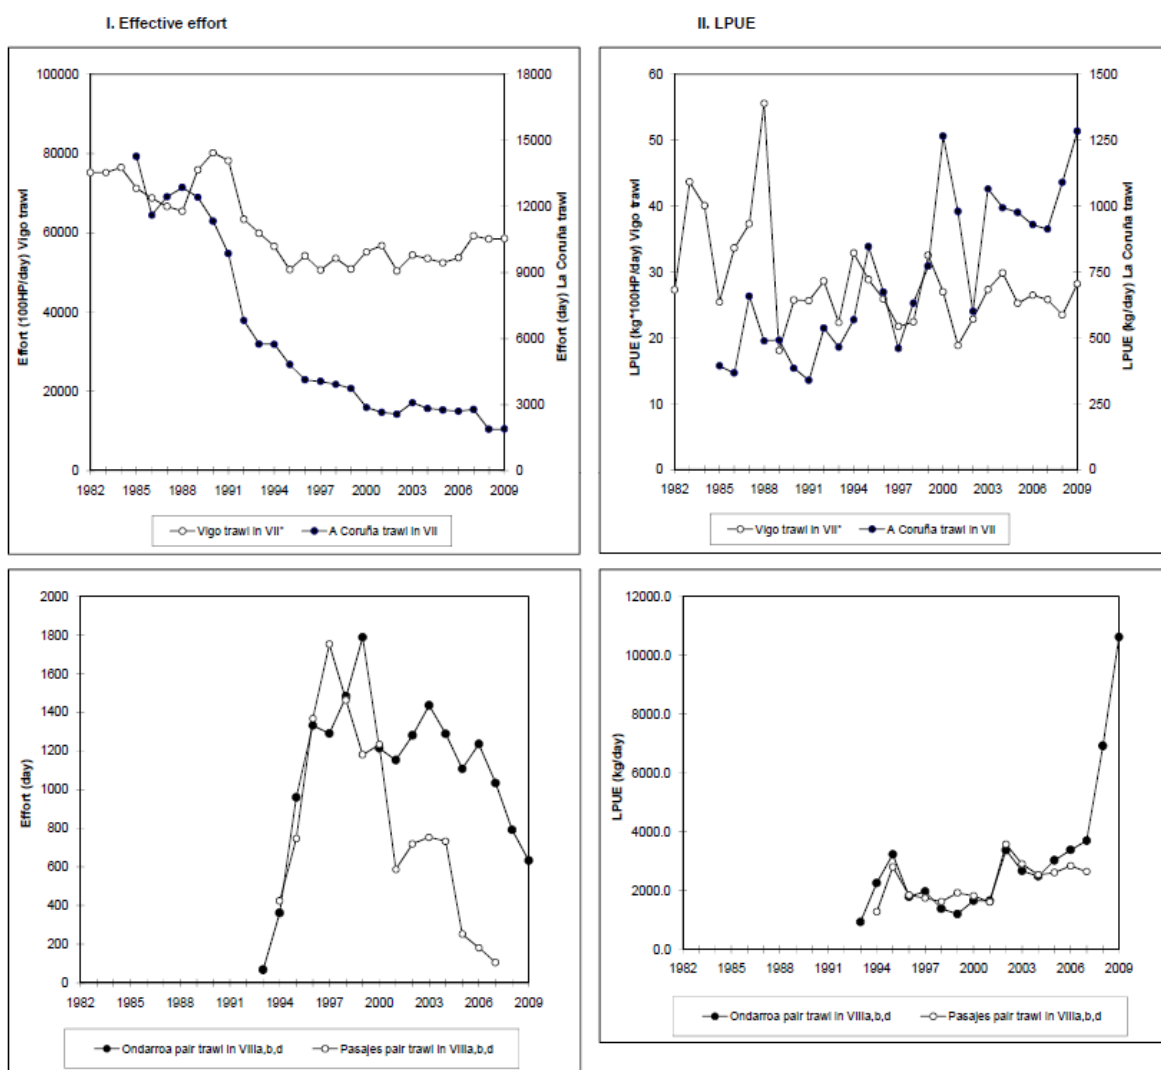 I. Effective effort
II. LPUE
Effort (100HP/day) Vigo trawl
100000
80000
60000
40000
20000
0
18000
15000
12000
9000
6000
3000
0
Effort (day) La Coruña trawl
1982 1985 1988 1991 1994 1997 2000 2003 2006 2009
Vigo trawl in VII* A Coruña trawl in VII
LPUE (kg*100HP/day) Vigo trawl
60
50
40
30
20
10
0
1500
1250
1000
750
500
250
0
LPUE (kg/day) La Coruña trawl
1982 1985 1988 1991 1994 1997 2000 2003 2006 2009
Vigo trawl in VII* A Coruña trawl in VII
Effort (day)
2000
1800
1600
1400
1200
1000
800
600
400
200
0
1982 1985 1988 1991 1994 1997 2000 2003 2006 2009
Ondarroa pair trawl in VIIIa,b,d Pasajes pair trawl in VIIIa,b,d
LPUE (kg/day)
12000.0
10000.0
8000.0
6000.0
4000.0
2000.0
0.0
1982 1985 1988 1991 1994 1997 2000 2003 2006 2009
Ondarroa pair trawl in VIIIa,b,d Pasajes pair trawl in VIIIa,b,d